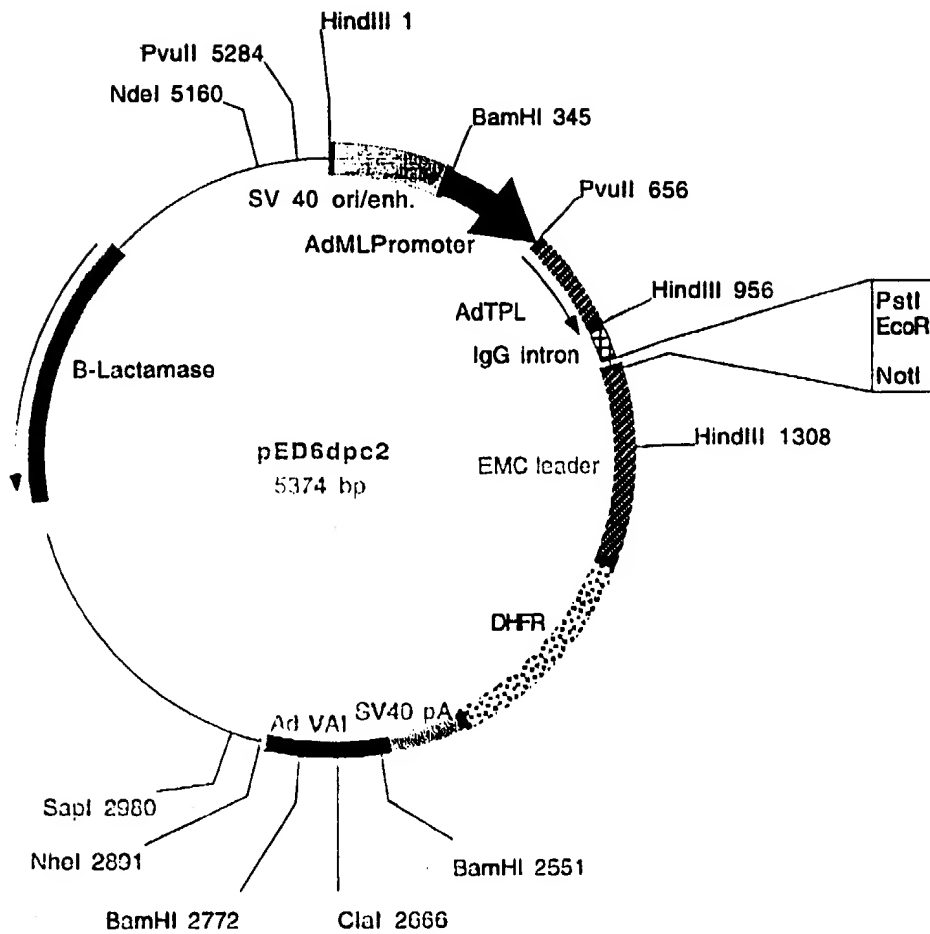 HindIII 1
PvuII 5284
NdeI 5160
BamHI 345
SV 40 ori/enh.
PvuII 656
AdMLPromoter
HindIII 956
AdTPL
PstI
EcoR
IgG intron
NotI
B-Lactamase
HindIII 1308
pED6dpc2
EMC leader
5374 bp
DHFR
SV40 pA
Ad VAI
SapI 2980
NheI 2891
BamHI 2551
BamHI 2772
ClaI 2666